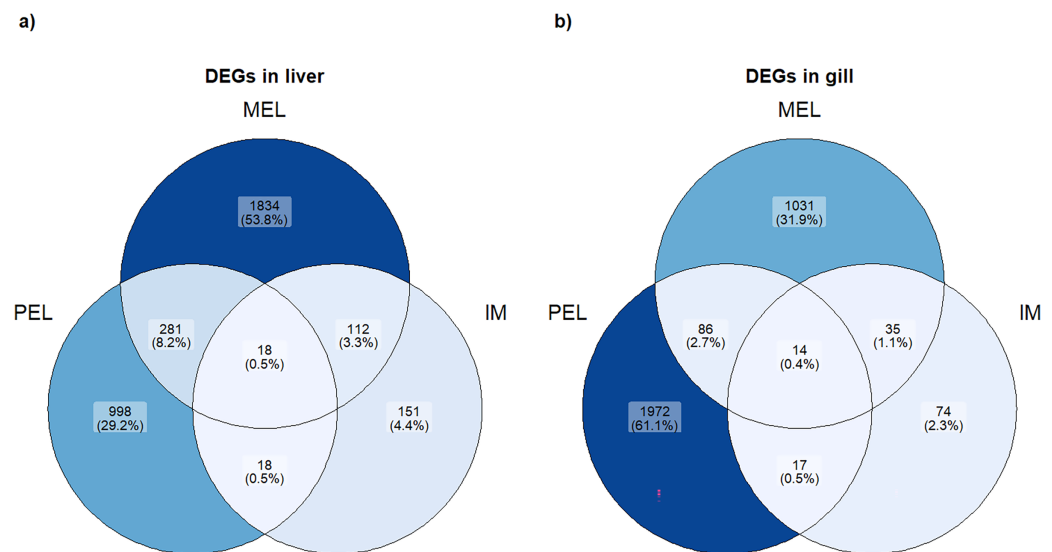 a)
DEGs in liver
MEL
1834
(53.8%)
PEL
IM
281
(8.2%)
112
(3.3%)
18
(0.5%)
998
(29.2%)
151
(4.4%)
18
(0.5%)
b)
DEGs in gill
MEL
1031
(31.9%)
PEL
IM
86
(2.7%)
35
(1.1%)
14
(0.4%)
1972
(61.1%)
74
(2.3%)
17
(0.5%)